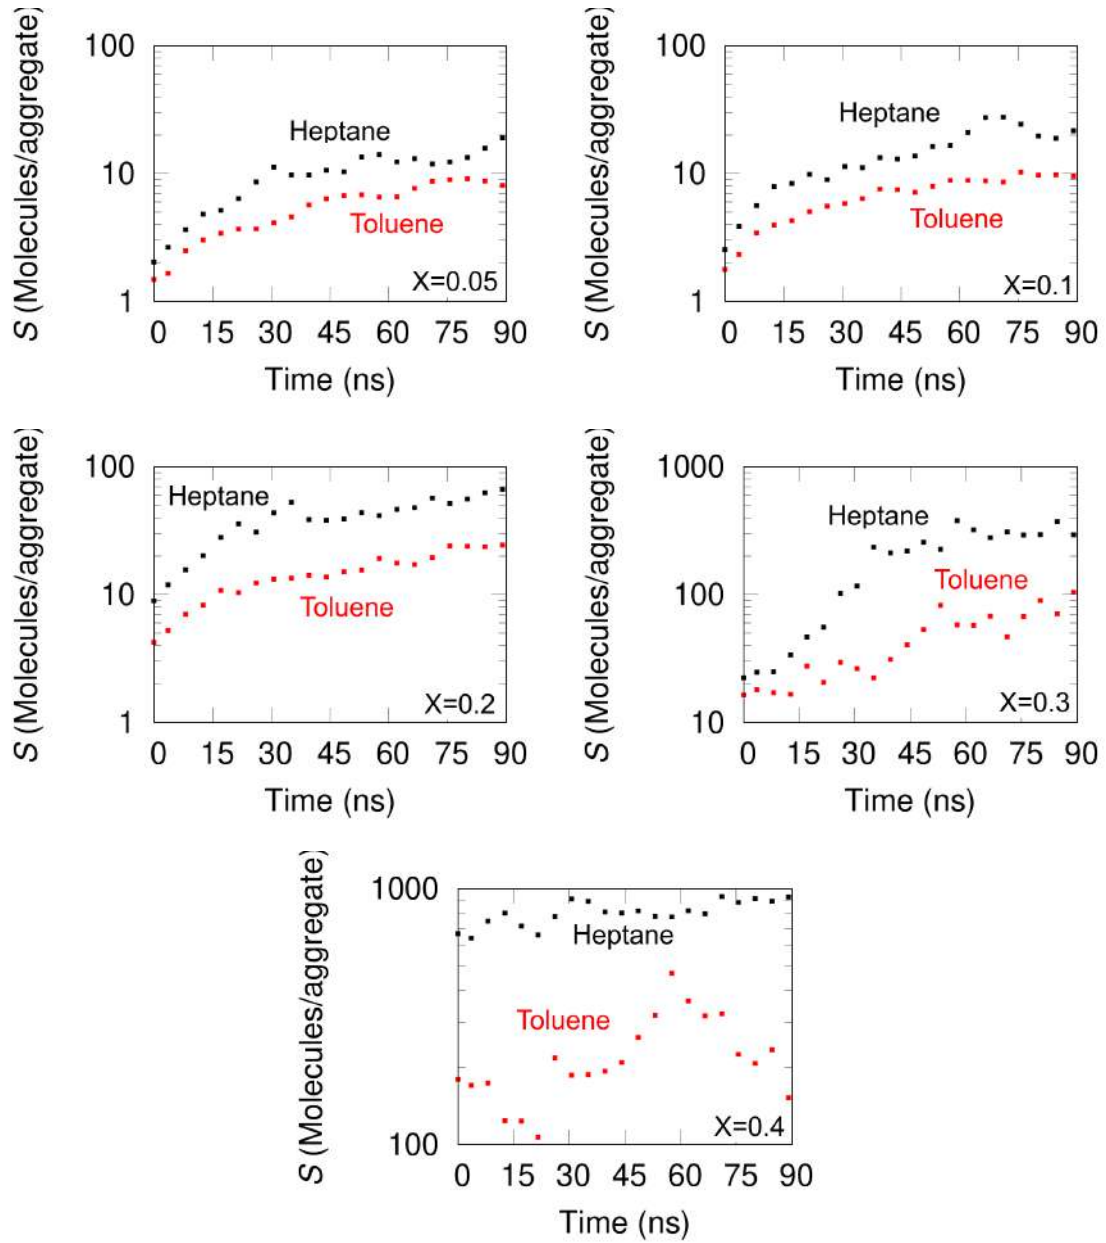 S (Molecules/aggregate)
100
10
1
Heptane
Toluene
X=0.05
0 15 30 45 60 75 90
Time (ns)
S (Molecules/aggregate)
100
10
1
Heptane
Toluene
X=0.1
0 15 30 45 60 75 90
Time (ns)
S (Molecules/aggregate)
100
10
1
Heptane
Toluene
X=0.2
0 15 30 45 60 75 90
Time (ns)
S (Molecules/aggregate)
1000
100
10
Heptane
Toluene
X=0.3
0 15 30 45 60 75 90
Time (ns)
S (Molecules/aggregate)
1000
100
Heptane
Toluene
X=0.4
0 15 30 45 60 75 90
Time (ns)